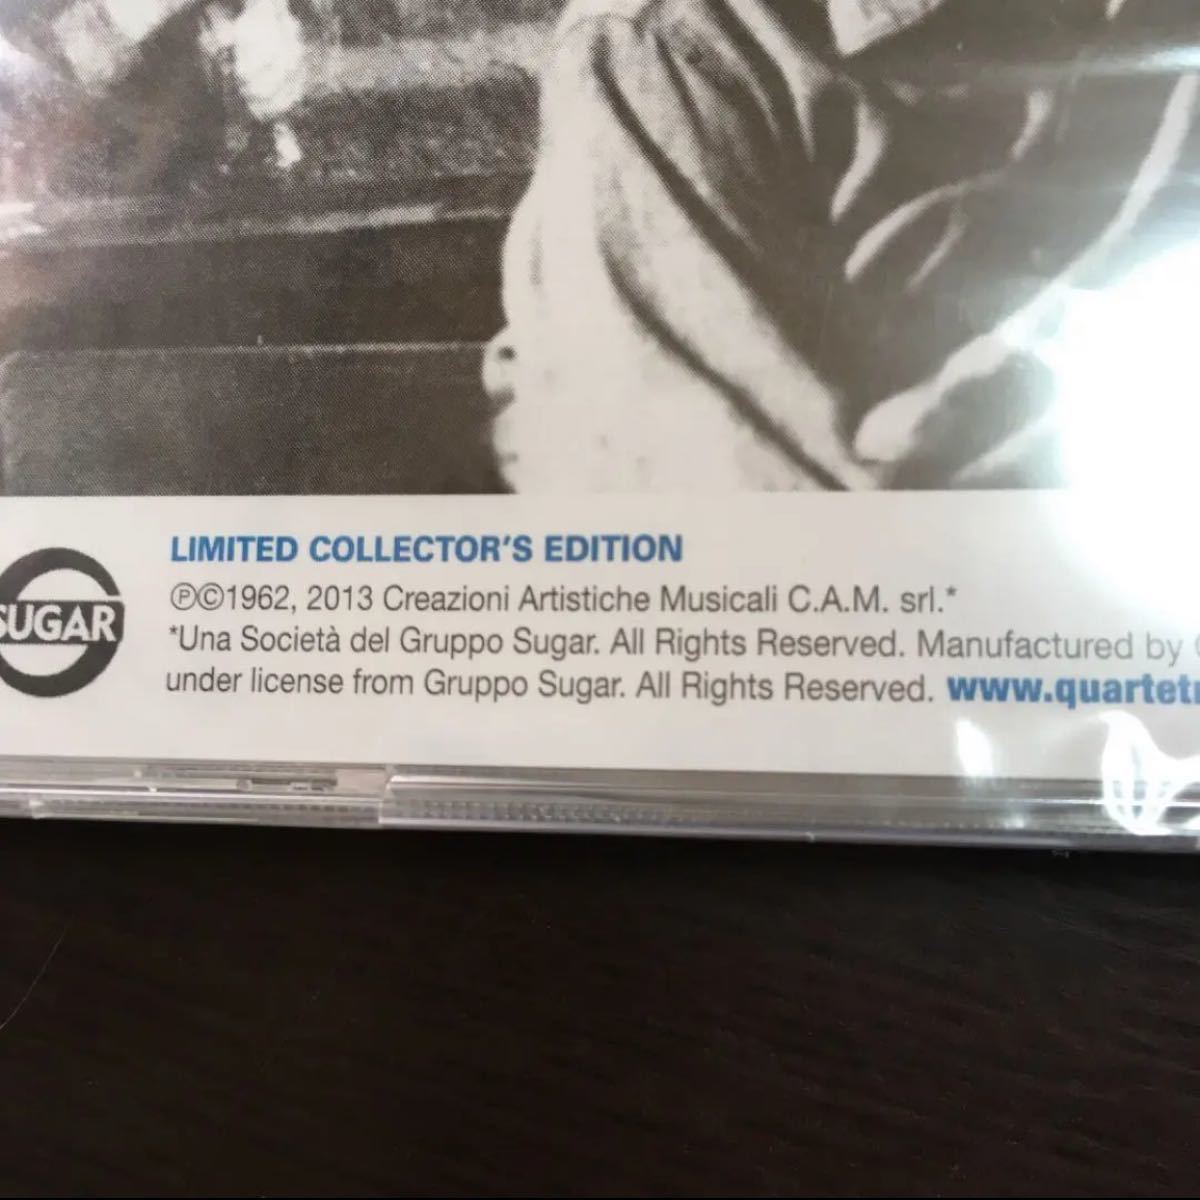 SUGAR
LIMITED COLLECTOR'S EDITION
℗©1962, 2013 Creazioni Artistiche Musicali C.A.M. srl.*
*Una Società del Gruppo Sugar. All Rights Reserved. Manufactured by
under license from Gruppo Sugar. All Rights Reserved. www.quartetr